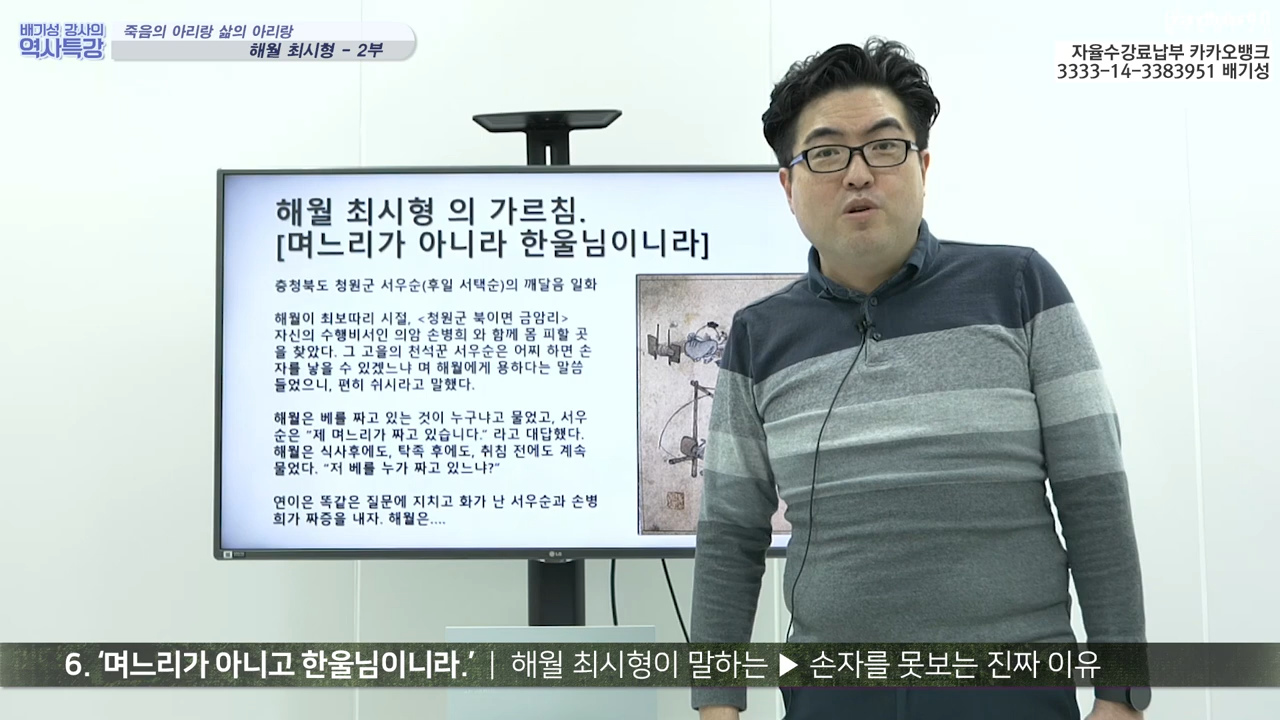 배기성 강사의
역사특강
죽음의 아리랑 삶의 아리랑
해월 최시형 - 2부
자율수강료납부 카카오뱅크
3333-14-3383951 배기성
해월 최시형 의 가르침.
[며느리가 아니라 한울님이니라]
충청북도 청원군 서우순(후일 서택순)의 깨달음 일화
해월이 최보따리 시절, <청원군 북이면 금암리>
자신의 수행비서인 의암 손병희 와 함께 몸 피할 곳
을 찾았다. 그 고을의 천석꾼 서우순은 어찌 하면 손
자를 낳을 수 있겠느냐 며 해월에게 용하다는 말씀
들었으니, 편히 쉬시라고 말했다.
해월은 베를 짜고 있는 것이 누구냐고 물었고, 서우
순은 “제 며느리가 짜고 있습니다.” 라고 대답했다.
해월은 식사후에도, 탁족 후에도, 취침 전에도 계속
물었다. “저 베를 누가 짜고 있느냐?”
연이은 똑같은 질문에 지치고 화가 난 서우순과 손병
희가 짜증을 내자. 해월은....
LG
6. ‘며느리가 아니고 한울님이니라.’ | 해월 최시형이 말하는 ▶ 손자를 못보는 진짜 이유